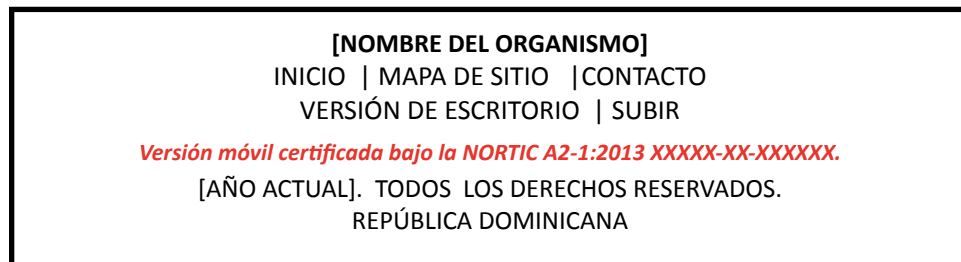 [NOMBRE DEL ORGANISMO]
INICIO | MAPA DE SITIO |CONTACTO
VERSIÓN DE ESCRITORIO | SUBIR
Versión móvil certificada bajo la NORTIC A2-1:2013 XXXXX-XX-XXXXXX.
[AÑO ACTUAL]. TODOS LOS DERECHOS RESERVADOS.
REPÚBLICA DOMINICANA